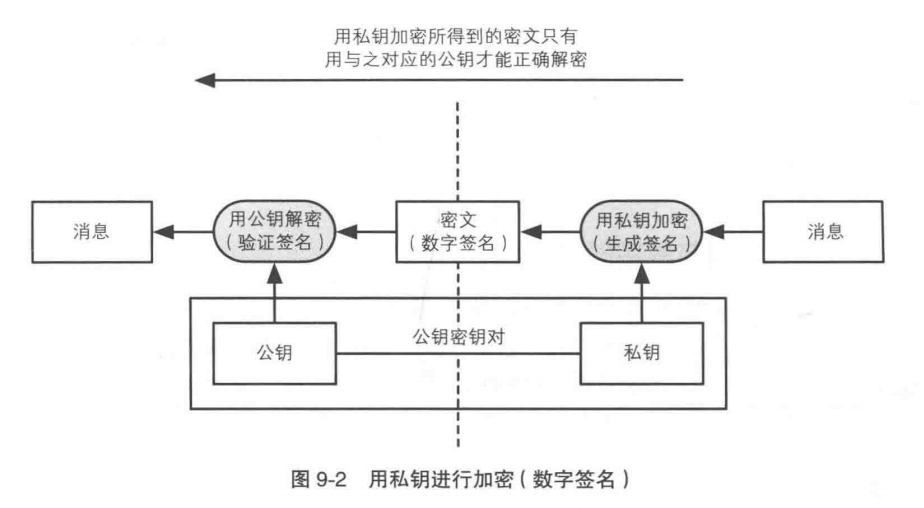 用私钥加密所得到的密文只有
用与之对应的公钥才能正确解密
消息
用公钥解密
（验证签名）
密文
（数字签名）
用私钥加密
（生成签名）
消息
公钥
公钥密钥对
私钥
图 9-2 用私钥进行加密（数字签名）